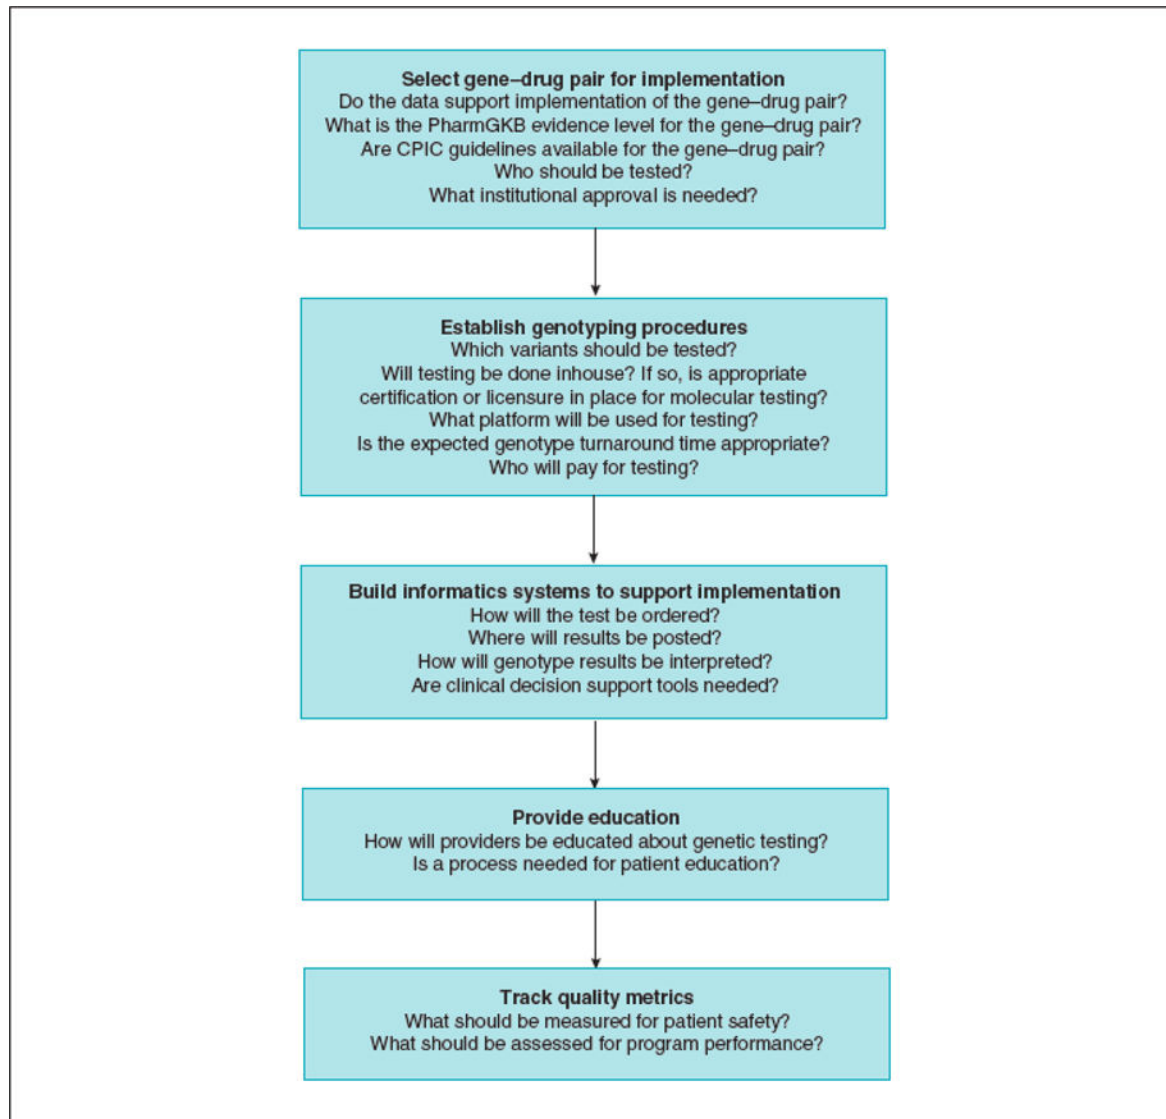 Select gene–drug pair for implementation
Do the data support implementation of the gene–drug pair?
What is the PharmGKB evidence level for the gene–drug pair?
Are CPIC guidelines available for the gene–drug pair?
Who should be tested?
What institutional approval is needed?
Establish genotyping procedures
Which variants should be tested?
Will testing be done inhouse? If so, is appropriate
certification or licensure in place for molecular testing?
What platform will be used for testing?
Is the expected genotype turnaround time appropriate?
Who will pay for testing?
Build informatics systems to support implementation
How will the test be ordered?
Where will results be posted?
How will genotype results be interpreted?
Are clinical decision support tools needed?
Provide education
How will providers be educated about genetic testing?
Is a process needed for patient education?
Track quality metrics
What should be measured for patient safety?
What should be assessed for program performance?